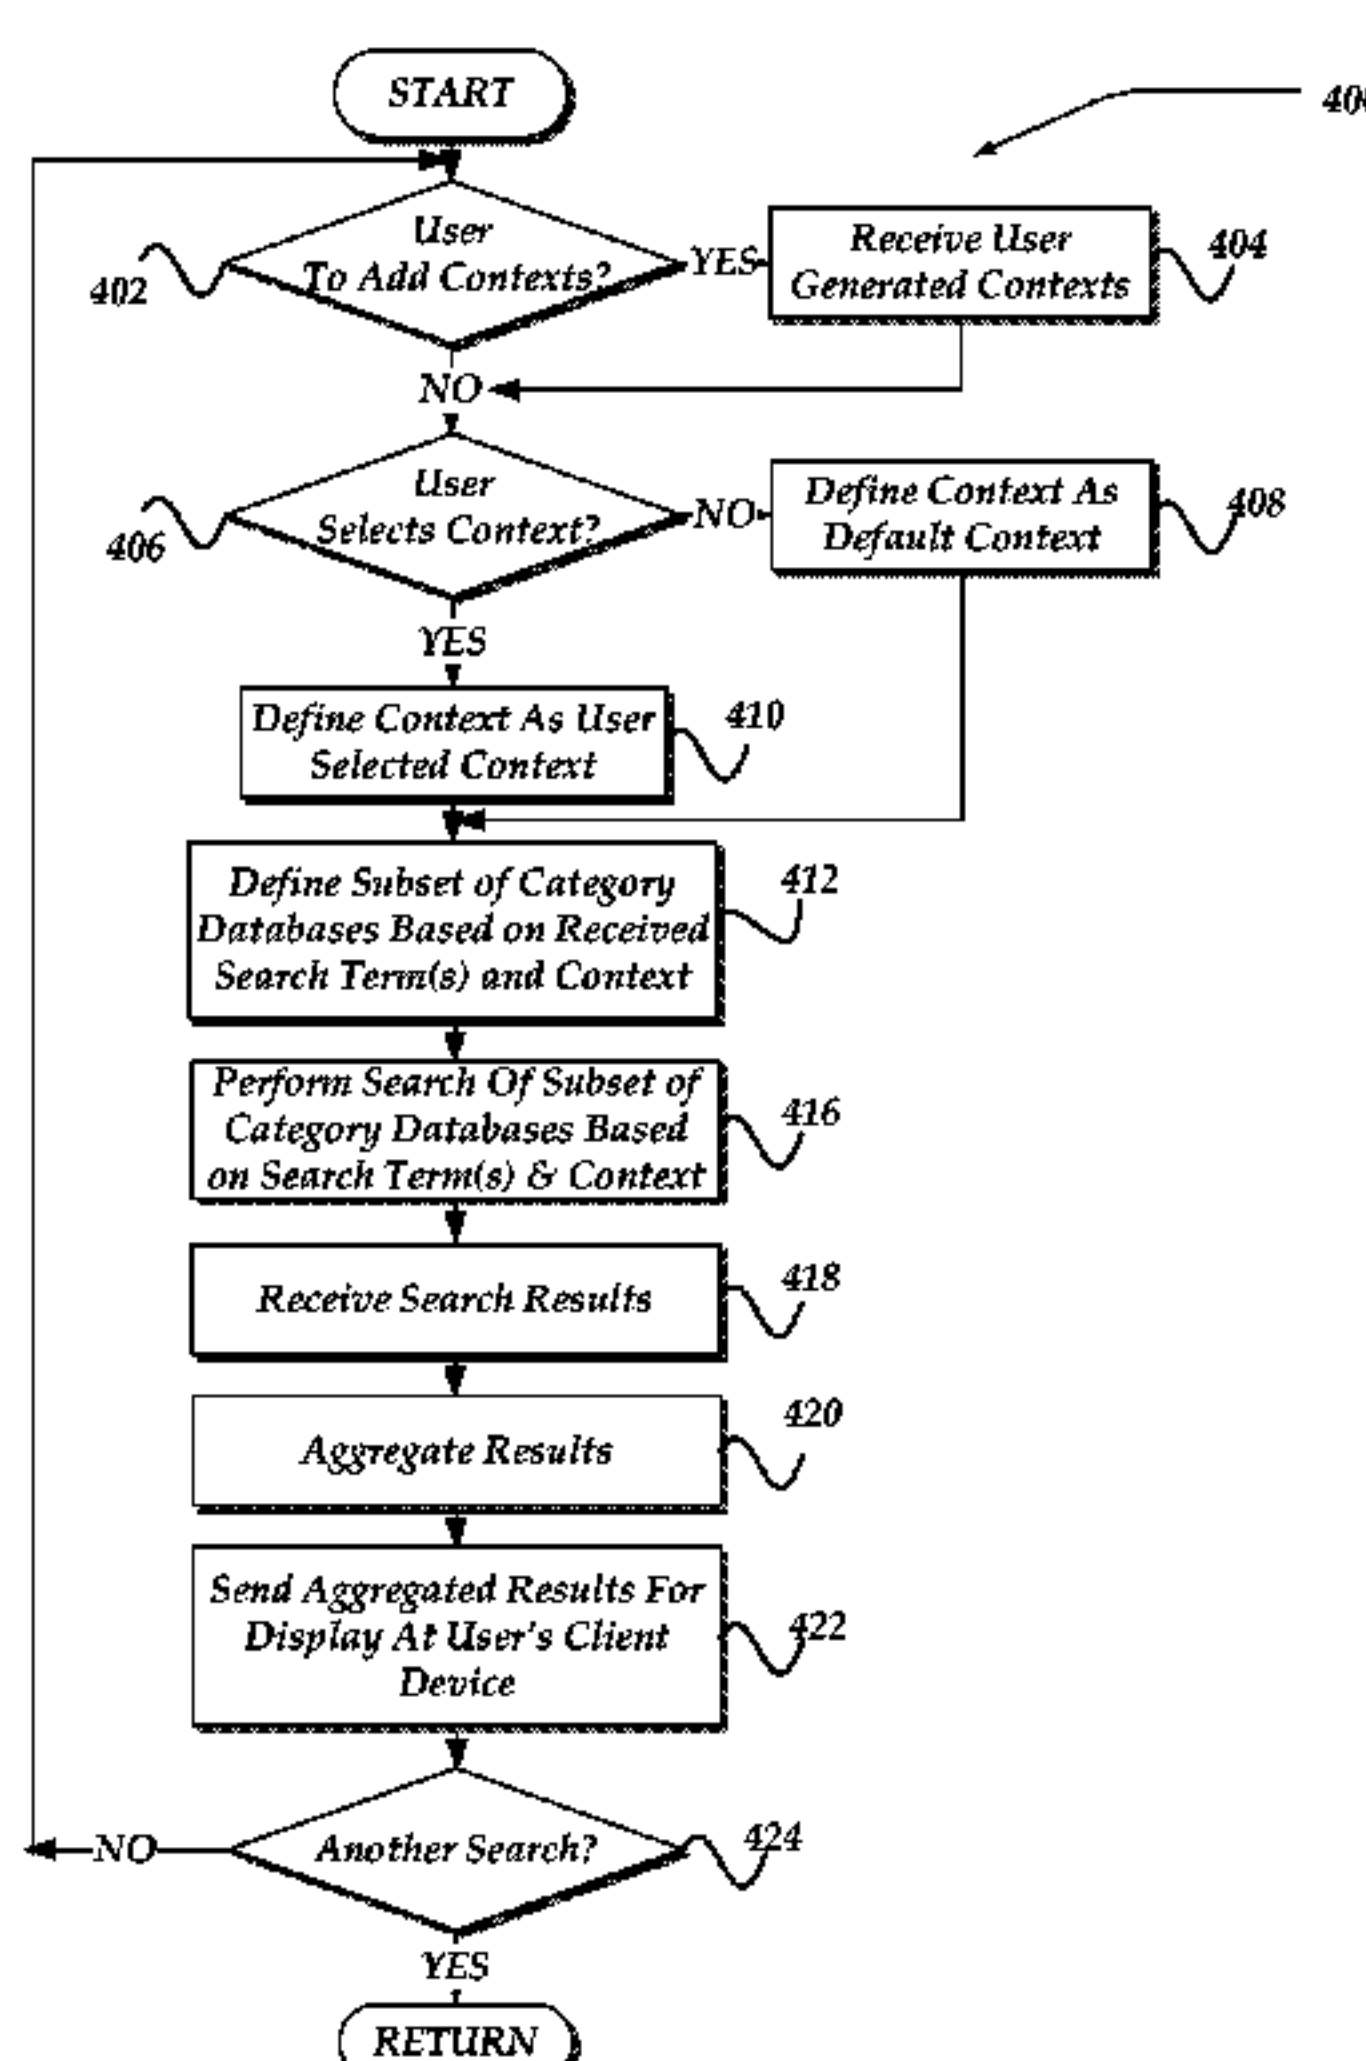 START
40
User
To Add Contexts?
YES
Receive User
Generated Contexts
404
402
NO
User
Selects Context?
NO
Define Context As
Default Context
408
406
YES
Define Context As User
Selected Context
410
Define Subset of Category
Databases Based on Received
Search Term(s) and Context
412
Perform Search Of Subset of
Category Databases Based
on Search Term(s) & Context
416
Receive Search Results
418
Aggregate Results
420
Send Aggregated Results For
Display At User's Client
Device
422
Another Search?
424
NO
YES
RETURN